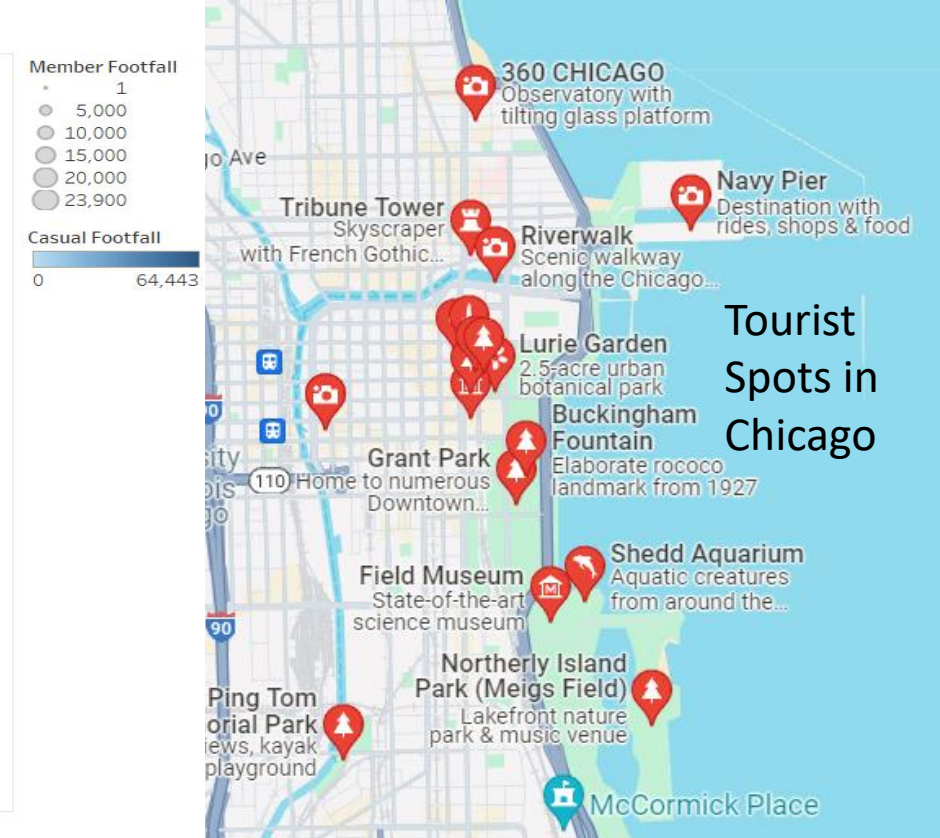 Member Footfall
1
5,000
10,000
15,000
20,000
23,900
Casual Footfall
0 64,443
360 CHICAGO
Observatory with
tilting glass platform
go Ave
Navy Pier
Destination with
rides, shops & food
Tribune Tower
Skyscraper
with French Gothic...
Riverwalk
Scenic walkway
along the Chicago...
Tourist
Spots in
Chicago
Lurie Garden
2.5-acre urban
botanical park
Buckingham
Fountain
Elaborate rococo
landmark from 1927
Grant Park
110 Home to numerous
Downtown...
Shedd Aquarium
Aquatic creatures
from around the...
Field Museum
State-of-the-art
science museum
90
Northerly Island
Park (Meigs Field)
Lakefront nature
park & music venue
Ping Tom
orial Park
iews, kayak
playground
McCormick Place